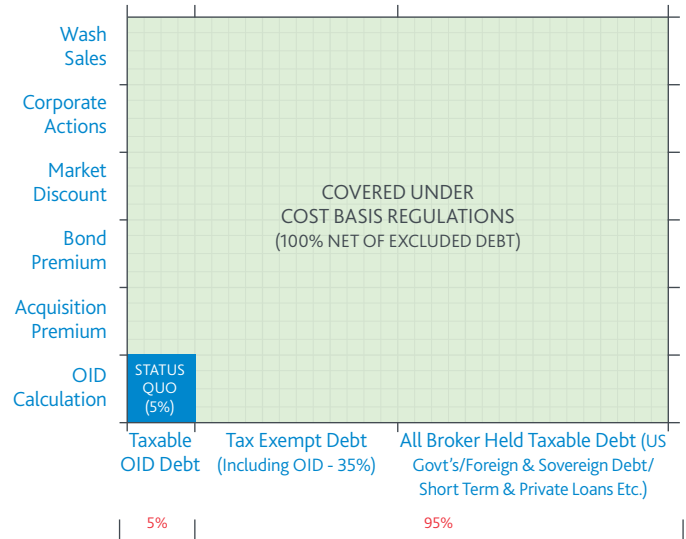 Wash
Sales
Corporate
Actions
Market
Discount
Bond
Premium
Acquisition
Premium
OID
Calculation
COVERED UNDER
COST BASIS REGULATIONS
(100% NET OF EXCLUDED DEBT)
STATUS
QUO
(5%)
Taxable
OID Debt
Tax Exempt Debt
(Including OID - 35%)
All Broker Held Taxable Debt (US
Govt's/Foreign & Sovereign Debt/
Short Term & Private Loans Etc.)
5%
95%